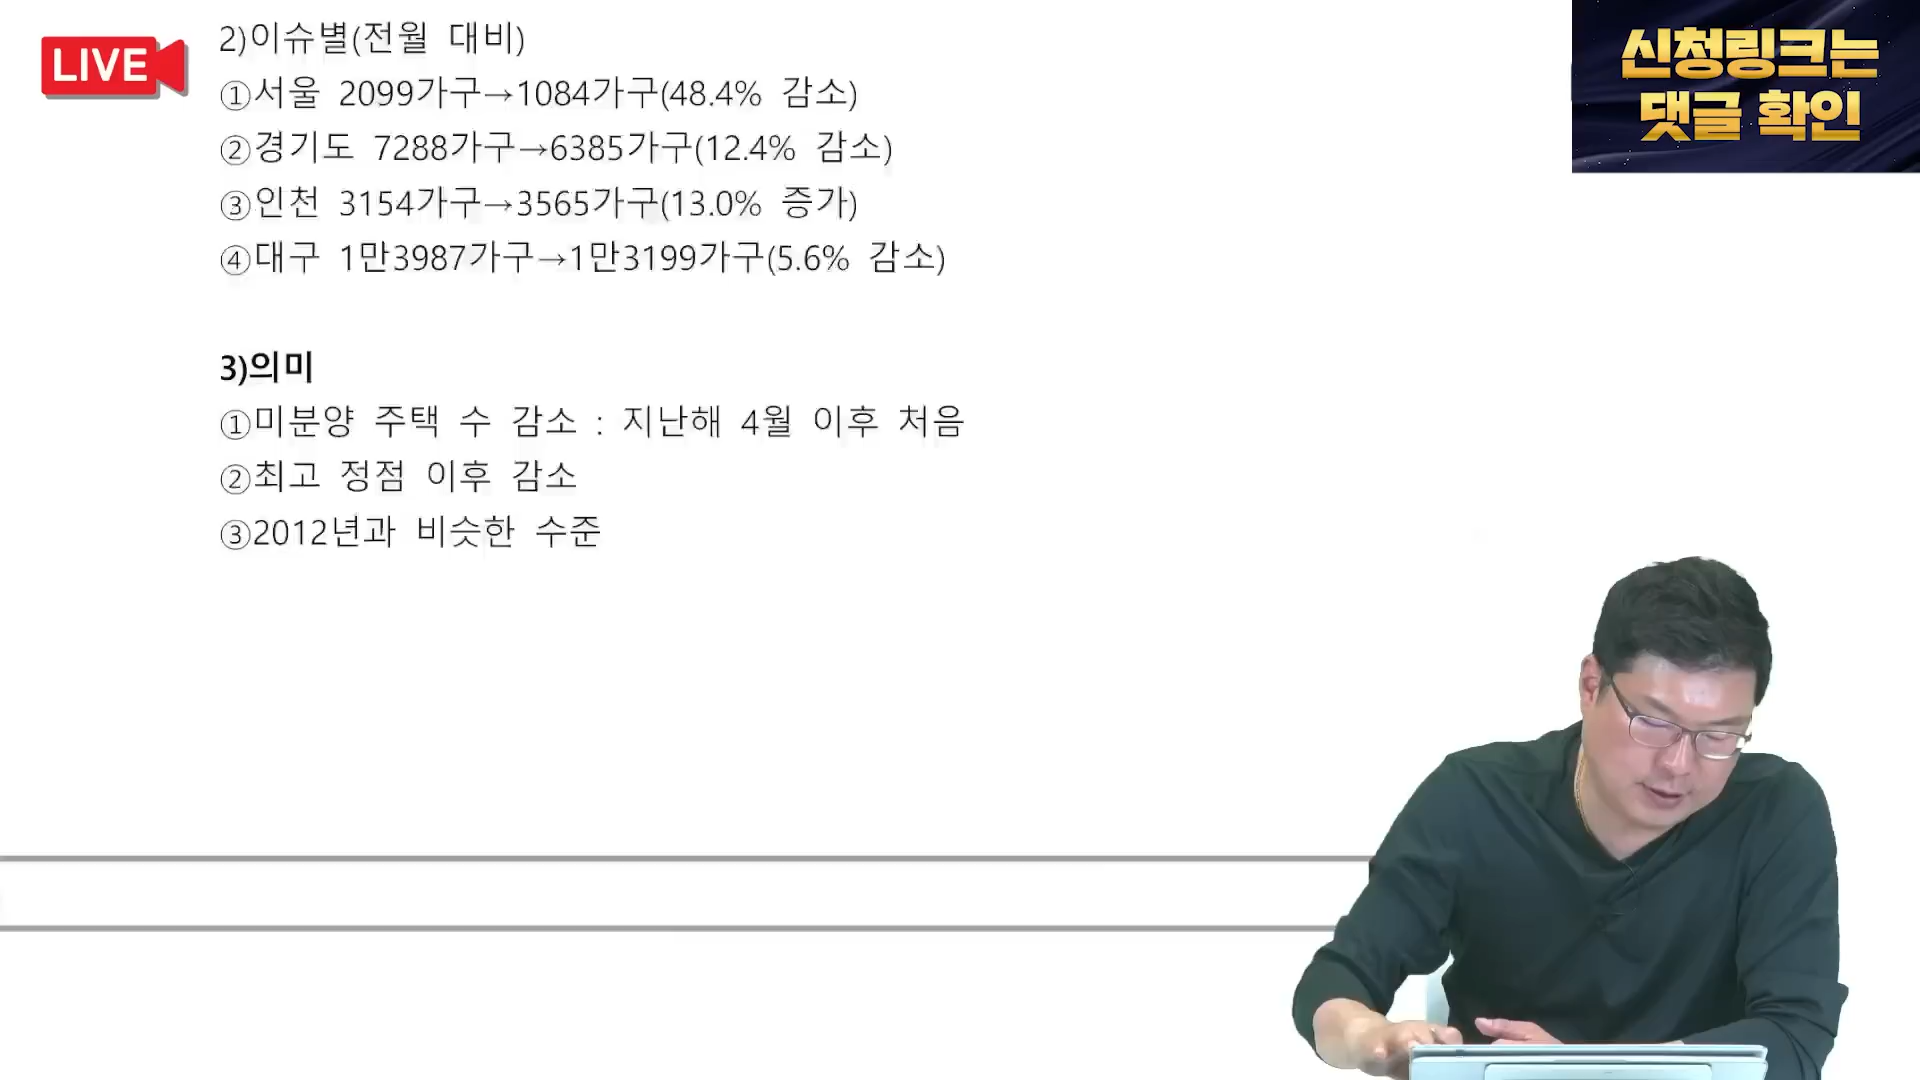 LIVE
2)이슈별(전월 대비)
①서울 2099가구→1084가구(48.4% 감소)
②경기도 7288가구→6385가구(12.4% 감소)
③인천 3154가구→3565가구(13.0% 증가)
④대구 1만3987가구→1만3199가구(5.6% 감소)
3)의미
①미분양 주택 수 감소 : 지난해 4월 이후 처음
②최고 정점 이후 감소
③2012년과 비슷한 수준
신청링크는
댓글 확인